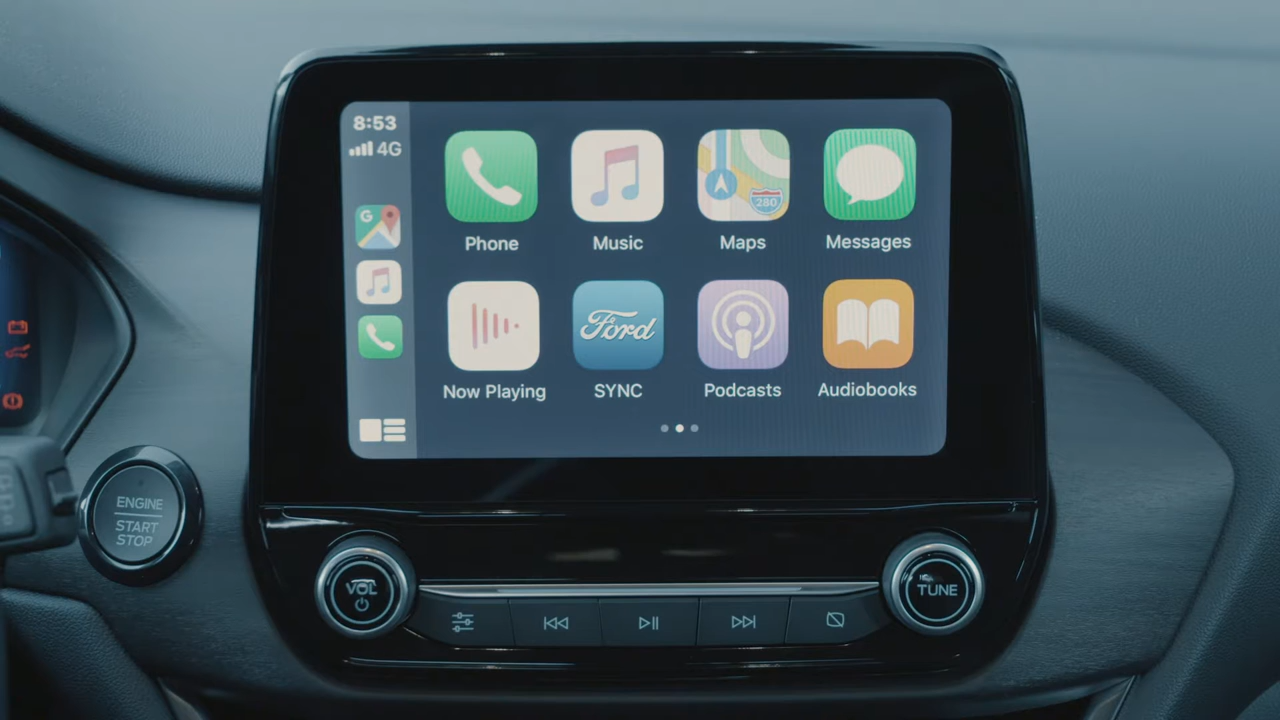 8:53
4G
G
Phone
Music
280
Maps
Messages
Now Playing
Ford
SYNC
Podcasts
Audiobooks
ENGINE
START
STOP
VOL
TUNE